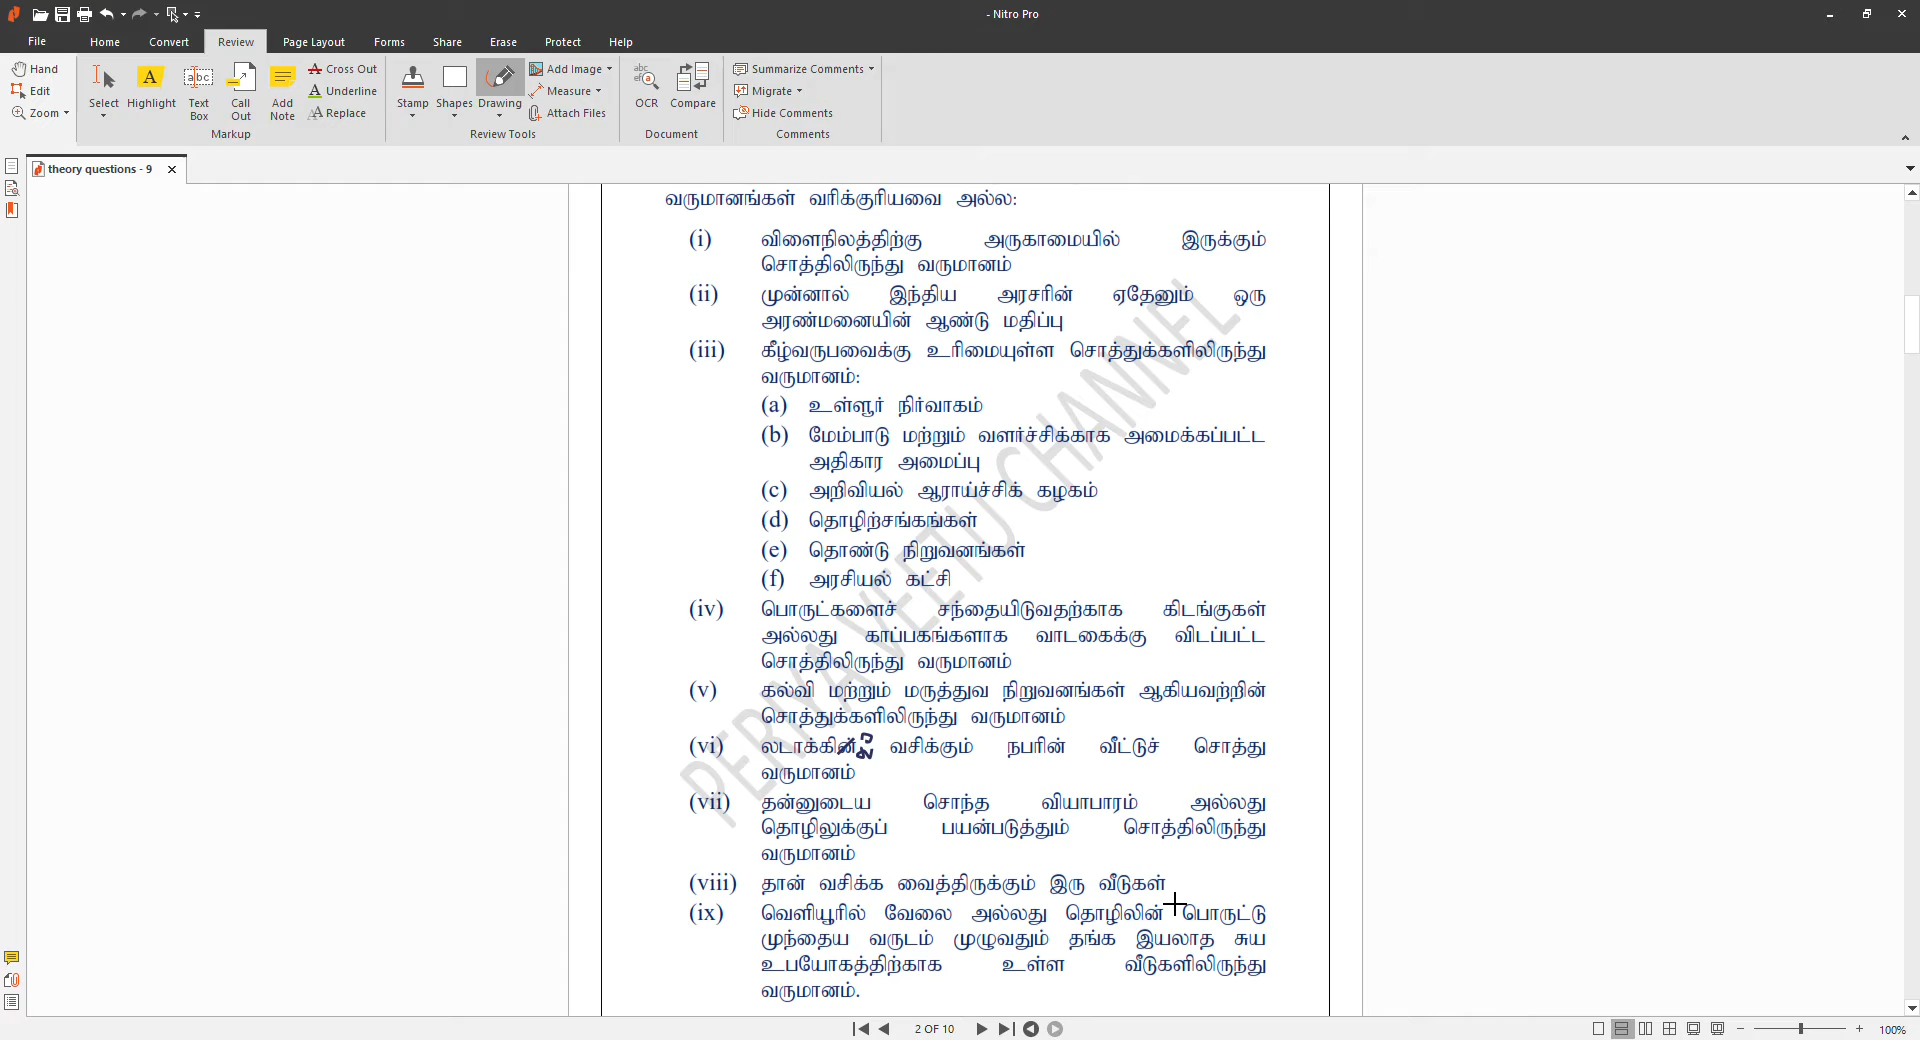 - Nitro Pro
File Home Convert Review Page Layout Forms Share Erase Protect Help
Hand
Edit
Zoom
Select
Highlight
Text Box
Call Out
Add Note
Cross Out
Underline
Replace
Markup
Stamp
Shapes
Drawing
Add Image
Measure
Attach Files
Review Tools
OCR
Compare
Document
Summarize Comments
Migrate
Hide Comments
Comments
theory questions - 9
வருமானங்கள் வரிக்குரியவை அல்ல:
(i) விளைநிலத்திற்கு அருகாமையில் இருக்கும்
சொத்திலிருந்து வருமானம்
(ii) முன்னால் இந்திய அரசரின் ஏதேனும் ஒரு
அரண்மனையின் ஆண்டு மதிப்பு
(iii) கீழ்வருபவைக்கு உரிமையுள்ள சொத்துக்களிலிருந்து
வருமானம்:
(a) உள்ளூர் நிர்வாகம்
(b) மேம்பாடு மற்றும் வளர்ச்சிக்காக அமைக்கப்பட்ட
அதிகார அமைப்பு
(c) அறிவியல் ஆராய்ச்சிக் கழகம்
(d) தொழிற்சங்கங்கள்
(e) தொண்டு நிறுவனங்கள்
(f) அரசியல் கட்சி
(iv) பொருட்களைச் சந்தையிடுவதற்காக கிடங்குகள்
அல்லது காப்பகங்களாக வாடகைக்கு விடப்பட்ட
சொத்திலிருந்து வருமானம்
(v) கல்வி மற்றும் மருத்துவ நிறுவனங்கள் ஆகியவற்றின்
சொத்துக்களிலிருந்து வருமானம்
(vi) லடாக்கின் வசிக்கும் நபரின் வீட்டுச் சொத்து
வருமானம்
(vii) தன்னுடைய சொந்த வியாபாரம் அல்லது
தொழிலுக்குப் பயன்படுத்தும் சொத்திலிருந்து
வருமானம்
(viii) தான் வசிக்க வைத்திருக்கும் இரு வீடுகள்
(ix) வெளியூரில் வேலை அல்லது தொழிலின் பொருட்டு
முந்தைய வருடம் முழுவதும் தங்க இயலாத சுய
உபயோகத்திற்காக உள்ள வீடுகளிலிருந்து
வருமானம்.
PERIYA VEETU CHANNEL
2 OF 10
100%